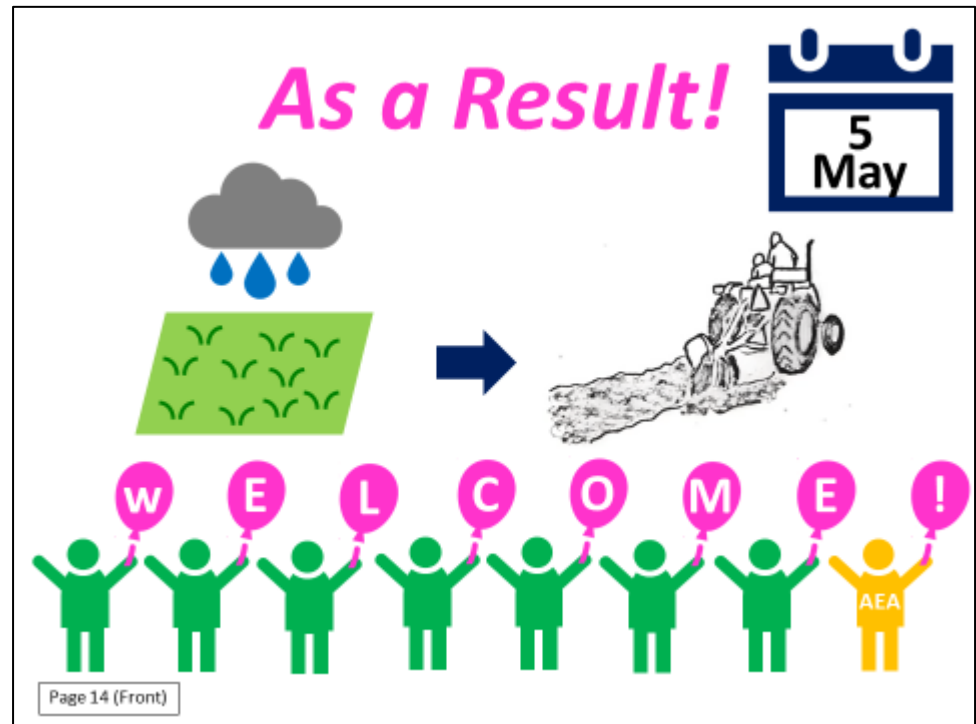 As a Result!
5
May
w E L C O M E !
AEA
Page 14 (Front)